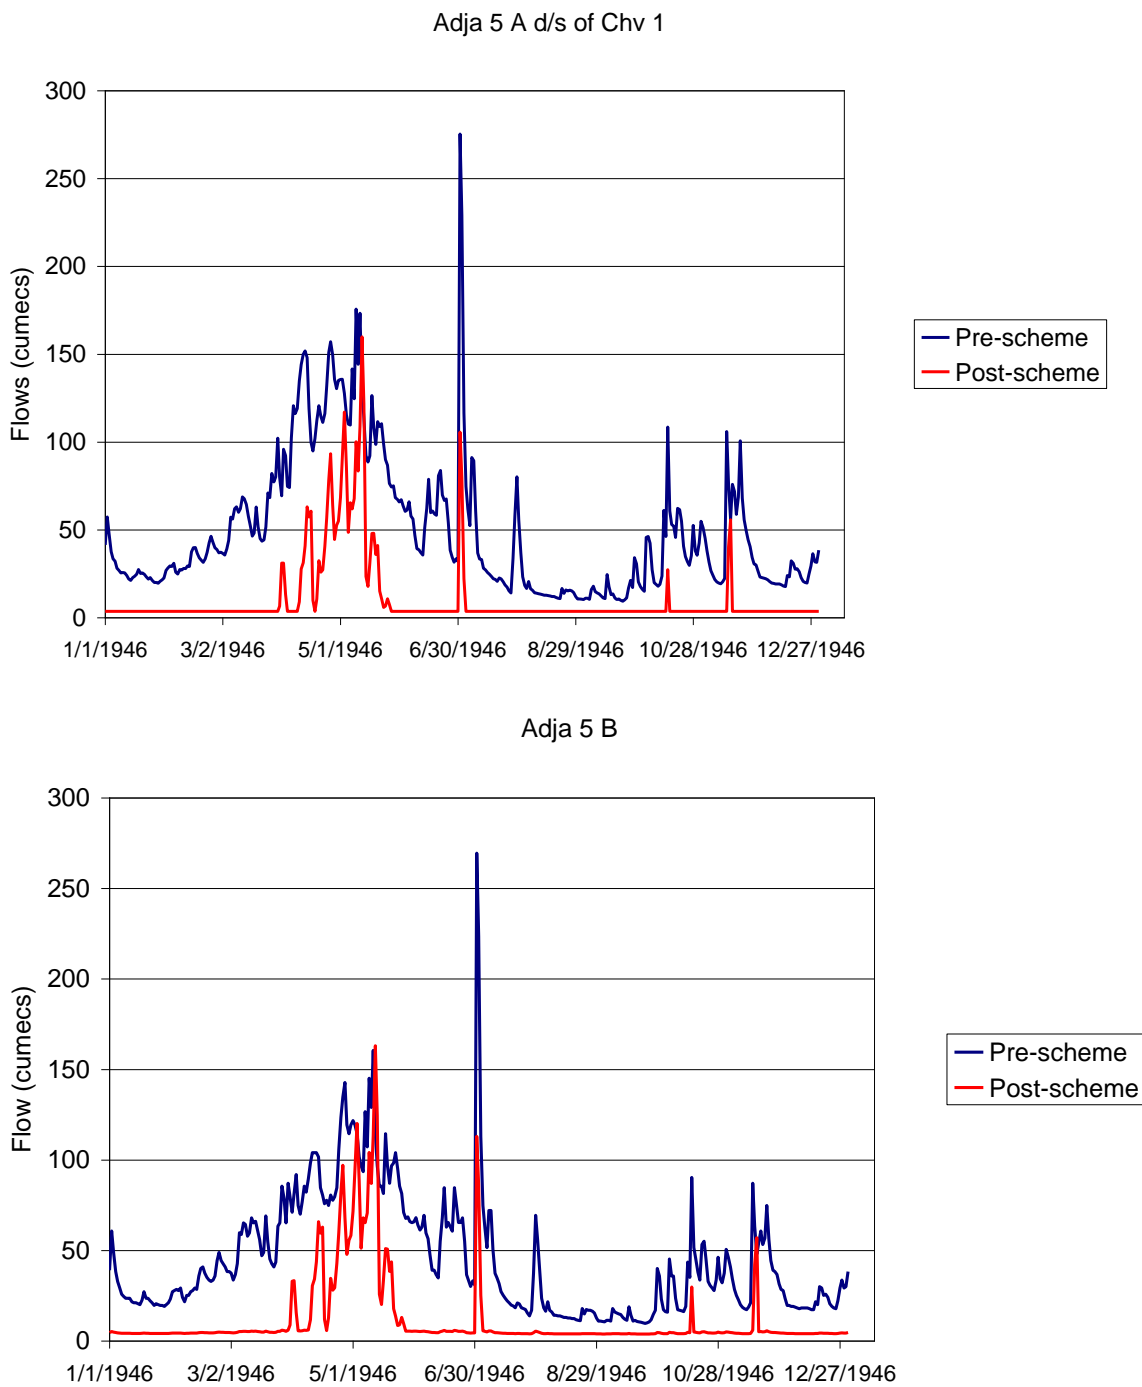 Adja 5 A d/s of Chv 1
300
250
200
150
100
50
0
Flows (cumecs)
1/1/1946 3/2/1946 5/1/1946 6/30/1946 8/29/1946 10/28/1946 12/27/1946
Pre-scheme
Post-scheme
Adja 5 B
300
250
200
150
100
50
0
Flow (cumecs)
1/1/1946 3/2/1946 5/1/1946 6/30/1946 8/29/1946 10/28/1946 12/27/1946
Pre-scheme
Post-scheme